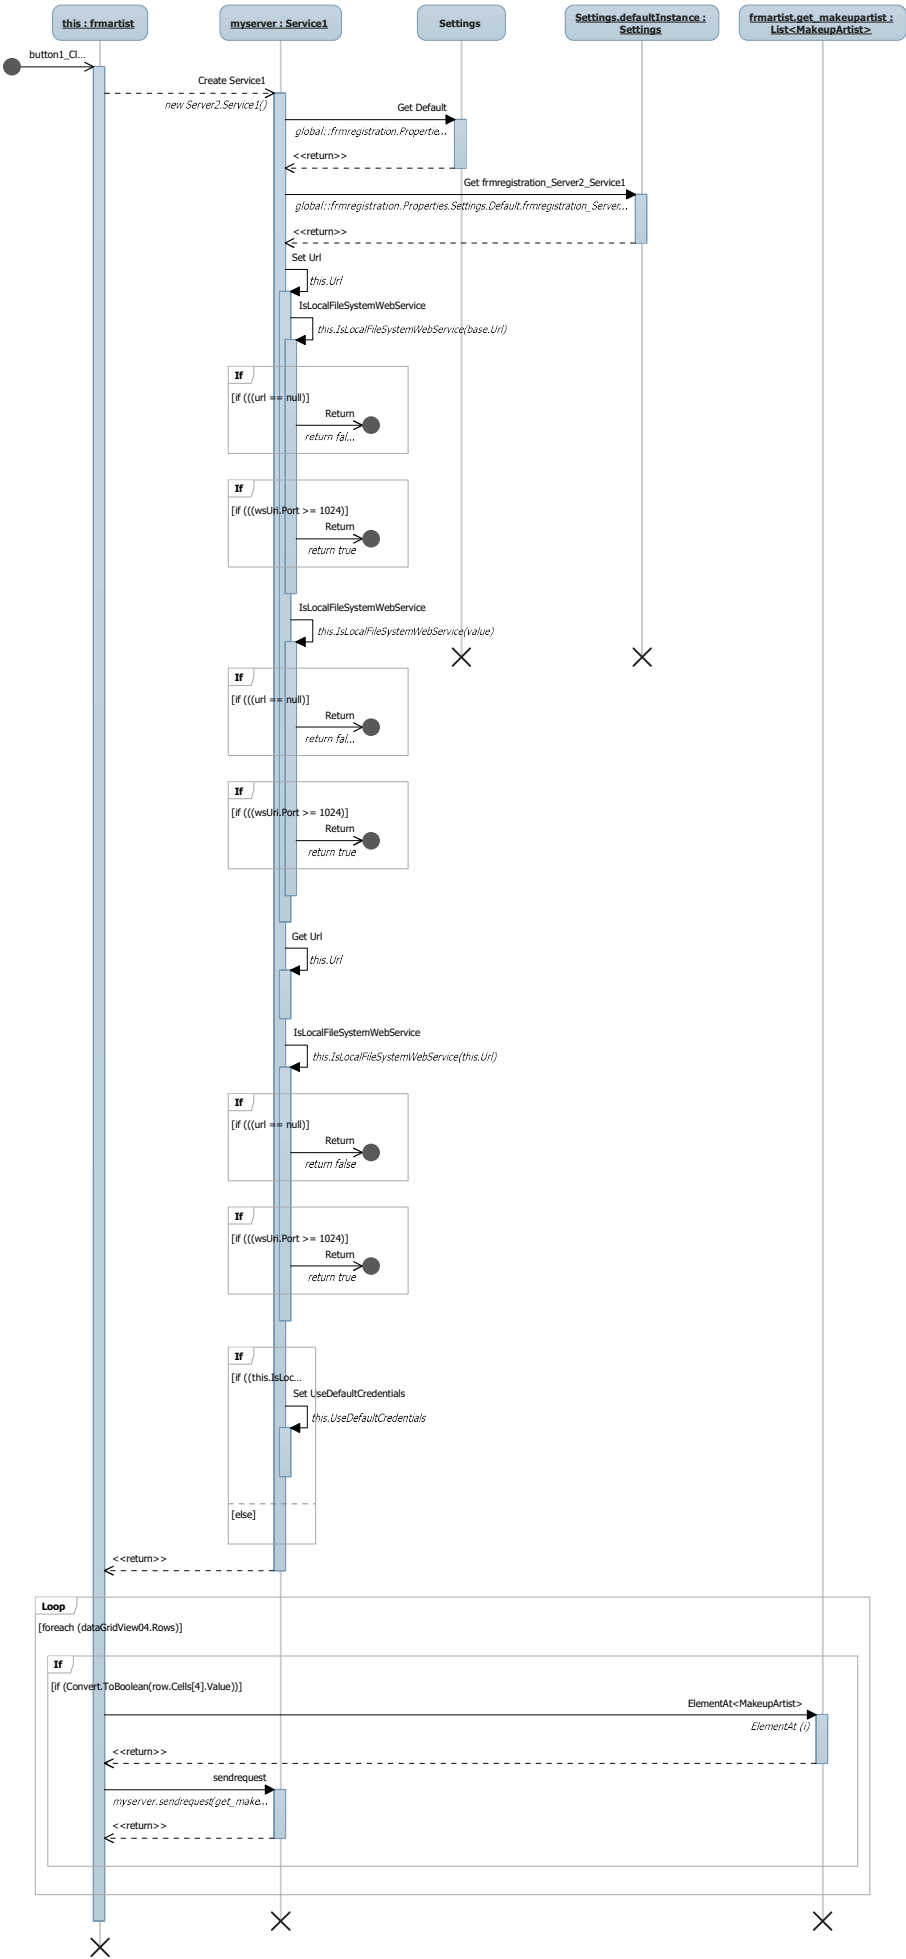 this : frmartist
myserver : Service1
Settings
Settings.defaultInstance :
Settings
frmartist.get_makeupartist :
List<MakeupArtist>
button1_Cl...
Create Service1
new Server2.Service1()
Get Default
global::frmregistration.Propertie...
<<return>>
Get frmregistration_Server2_Service1
global::frmregistration.Properties.Settings.Default.frmregistration_Server...
<<return>>
Set Url
this.Url
IsLocalFileSystemWebService
this.IsLocalFileSystemWebService(base.Url)
If
[if (((url == null)]
Return
return fal...
If
[if (((wsUri.Port >= 1024)]
Return
return true
IsLocalFileSystemWebService
this.IsLocalFileSystemWebService(value)
If
[if (((url == null)]
Return
return fal...
If
[if (((wsUri.Port >= 1024)]
Return
return true
Get Url
this.Url
IsLocalFileSystemWebService
this.IsLocalFileSystemWebService(this.Url)
If
[if (((url == null)]
Return
return false
If
[if (((wsUri.Port >= 1024)]
Return
return true
If
[if ((this.IsLoc...
Set UseDefaultCredentials
this.UseDefaultCredentials
[else]
<<return>>
Loop
[foreach (dataGridView04.Rows)]
If
[if (Convert.ToBoolean(row.Cells[4].Value))]
ElementAt<MakeupArtist>
ElementAt (i)
<<return>>
sendrequest
myserver.sendrequest(get_make...
<<return>>